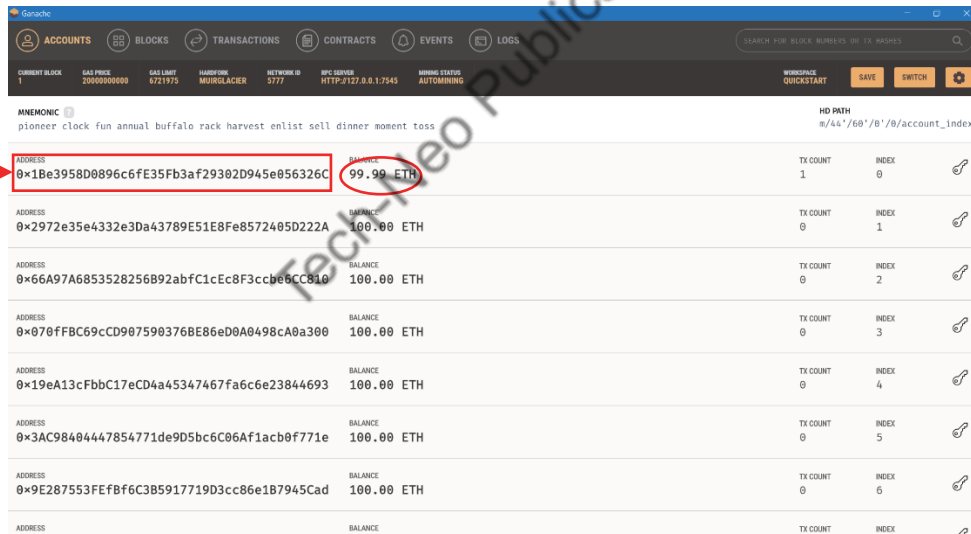 Ganache
ACCOUNTS BLOCKS TRANSACTIONS CONTRACTS EVENTS LOGS SEARCH FOR BLOCK NUMBERS OR TX HASHES
CURRENT BLOCK GAS PRICE GAS LIMIT HARDFORK NETWORK ID RPC SERVER MINING STATUS WORKSPACE
1 20000000000 6721975 MUIRGLACIER 5777 HTTP://127.0.0.1:7545 AUTOMINING QUICKSTART SAVE SWITCH
MNEMONIC ? HD PATH
pioneer clock fun annual buffalo rack harvest enlist sell dinner moment toss m/44'/60'/0'/0/account_index
ADDRESS BALANCE TX COUNT INDEX
0×1Be3958D0896c6fE35Fb3af29302D945e056326C 99.99 ETH 1 0
ADDRESS BALANCE TX COUNT INDEX
0×2972e35e4332e3Da43789E51E8Fe8572405D222A 100.00 ETH 0 1
ADDRESS BALANCE TX COUNT INDEX
0×66A97A6853528256B92abfC1cEc8F3ccbe6CC810 100.00 ETH 0 2
ADDRESS BALANCE TX COUNT INDEX
0×070fFBC69cCD907590376BE86eD0A0498cA0a300 100.00 ETH 0 3
ADDRESS BALANCE TX COUNT INDEX
0×19eA13cFbbC17eCD4a45347467fa6c6e23844693 100.00 ETH 0 4
ADDRESS BALANCE TX COUNT INDEX
0×3AC98404447854771de9D5bc6C06Af1acb0f771e 100.00 ETH 0 5
ADDRESS BALANCE TX COUNT INDEX
0×9E287553FEfBf6C3B5917719D3cc86e1B7945Cad 100.00 ETH 0 6
ADDRESS BALANCE TX COUNT INDEX
Tech-Neo Public